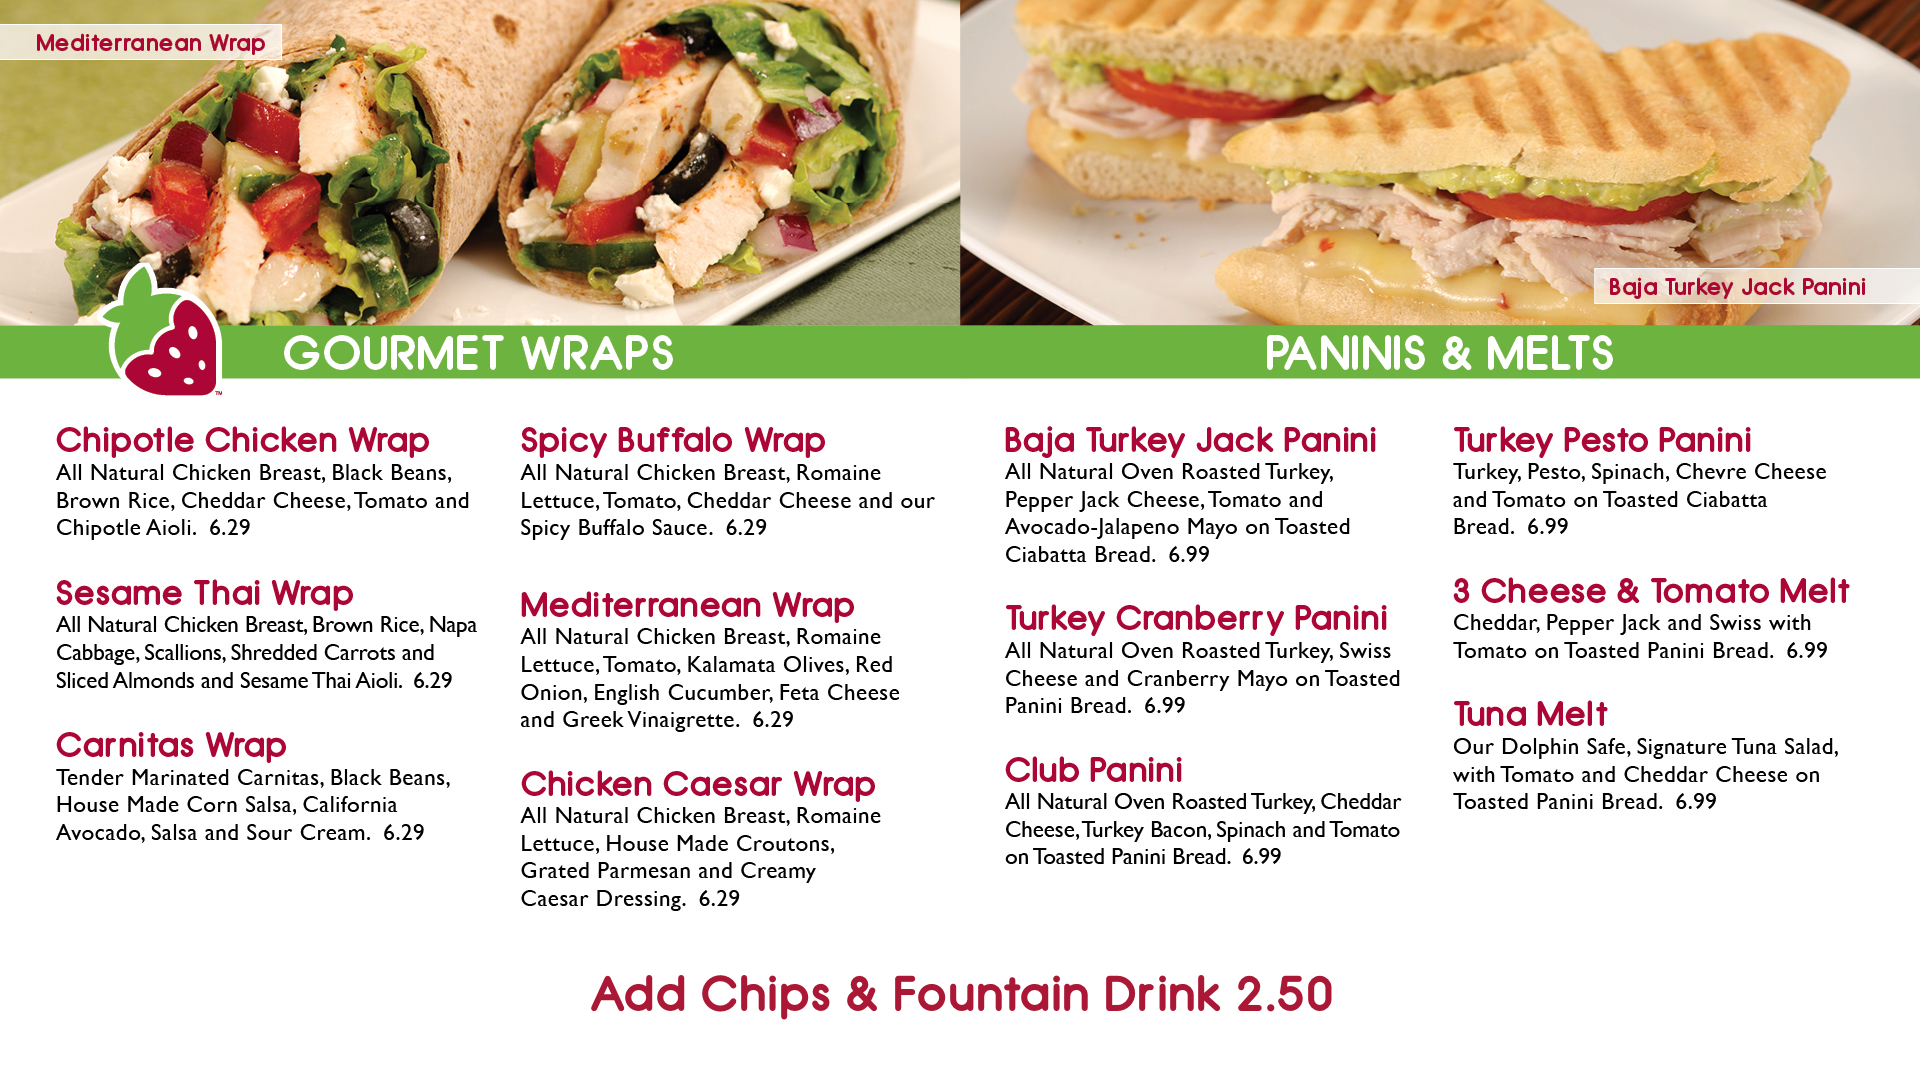 Mediterranean Wrap
Baja Turkey Jack Panini
GOURMET WRAPS
Chipotle Chicken Wrap
All Natural Chicken Breast, Black Beans,
Brown Rice, Cheddar Cheese, Tomato and
Chipotle Aioli. 6.29
Sesame Thai Wrap
All Natural Chicken Breast, Brown Rice, Napa
Cabbage, Scallions, Shredded Carrots and
Sliced Almonds and Sesame Thai Aioli. 6.29
Carnitas Wrap
Tender Marinated Carnitas, Black Beans,
House Made Corn Salsa, California
Avocado, Salsa and Sour Cream. 6.29
Spicy Buffalo Wrap
All Natural Chicken Breast, Romaine
Lettuce, Tomato, Cheddar Cheese and our
Spicy Buffalo Sauce. 6.29
Mediterranean Wrap
All Natural Chicken Breast, Romaine
Lettuce, Tomato, Kalamata Olives, Red
Onion, English Cucumber, Feta Cheese
and Greek Vinaigrette. 6.29
Chicken Caesar Wrap
All Natural Chicken Breast, Romaine
Lettuce, House Made Croutons,
Grated Parmesan and Creamy
Caesar Dressing. 6.29
PANINIS & MELTS
Baja Turkey Jack Panini
All Natural Oven Roasted Turkey,
Pepper Jack Cheese, Tomato and
Avocado-Jalapeno Mayo on Toasted
Ciabatta Bread. 6.99
Turkey Cranberry Panini
All Natural Oven Roasted Turkey, Swiss
Cheese and Cranberry Mayo on Toasted
Panini Bread. 6.99
Club Panini
All Natural Oven Roasted Turkey, Cheddar
Cheese, Turkey Bacon, Spinach and Tomato
on Toasted Panini Bread. 6.99
Turkey Pesto Panini
Turkey, Pesto, Spinach, Chevre Cheese
and Tomato on Toasted Ciabatta
Bread. 6.99
3 Cheese & Tomato Melt
Cheddar, Pepper Jack and Swiss with
Tomato on Toasted Panini Bread. 6.99
Tuna Melt
Our Dolphin Safe, Signature Tuna Salad,
with Tomato and Cheddar Cheese on
Toasted Panini Bread. 6.99
Add Chips & Fountain Drink 2.50
TM